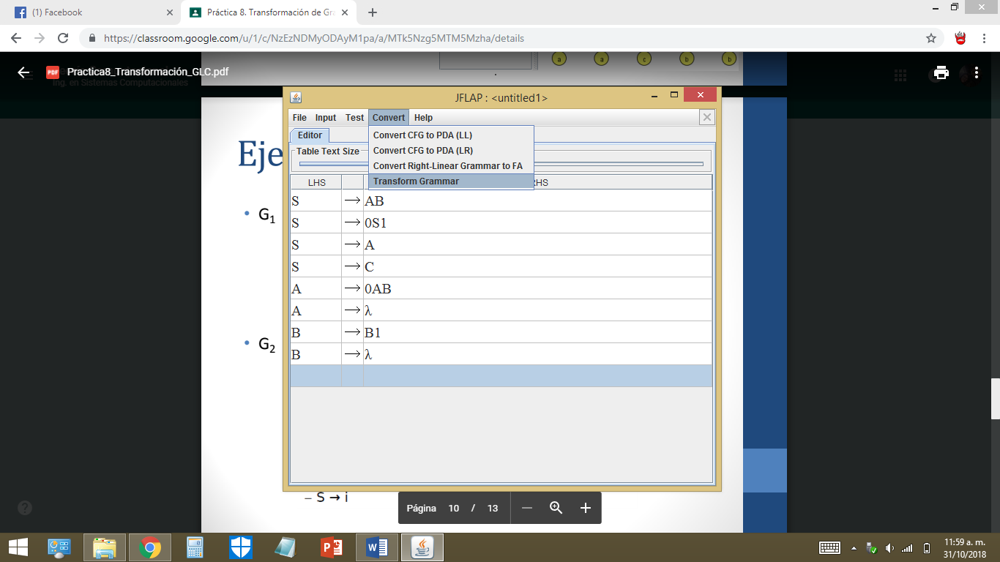 (1) Facebook
Práctica 8. Transformación de Gra
https://classroom.google.com/u/1/c/NzEzNDMyODAyM1pa/a/MTk5Nzg5MTM5Mzha/details
a a c b b
PDF Practica8_Transformación_GLC.pdf
Ing. en Sistemas Computacionales
JFLAP : <untitled1>
File Input Test Convert Help
Convert CFG to PDA (LL)
Convert CFG to PDA (LR)
Convert Right-Linear Grammar to FA
Transform Grammar
Editor
Table Text Size
LHS RHS
S → AB
S → 0S1
S → A
S → C
A → 0AB
A → λ
B → B1
B → λ
Eje
• G1
• G2
– S → i
Página 10 / 13
11:59 a. m.
31/10/2018